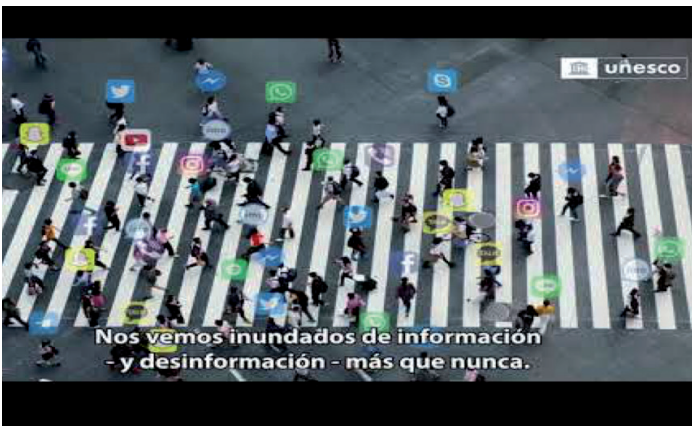 unesco
Nos vemos inundados de información
- y desinformación - más que nunca.